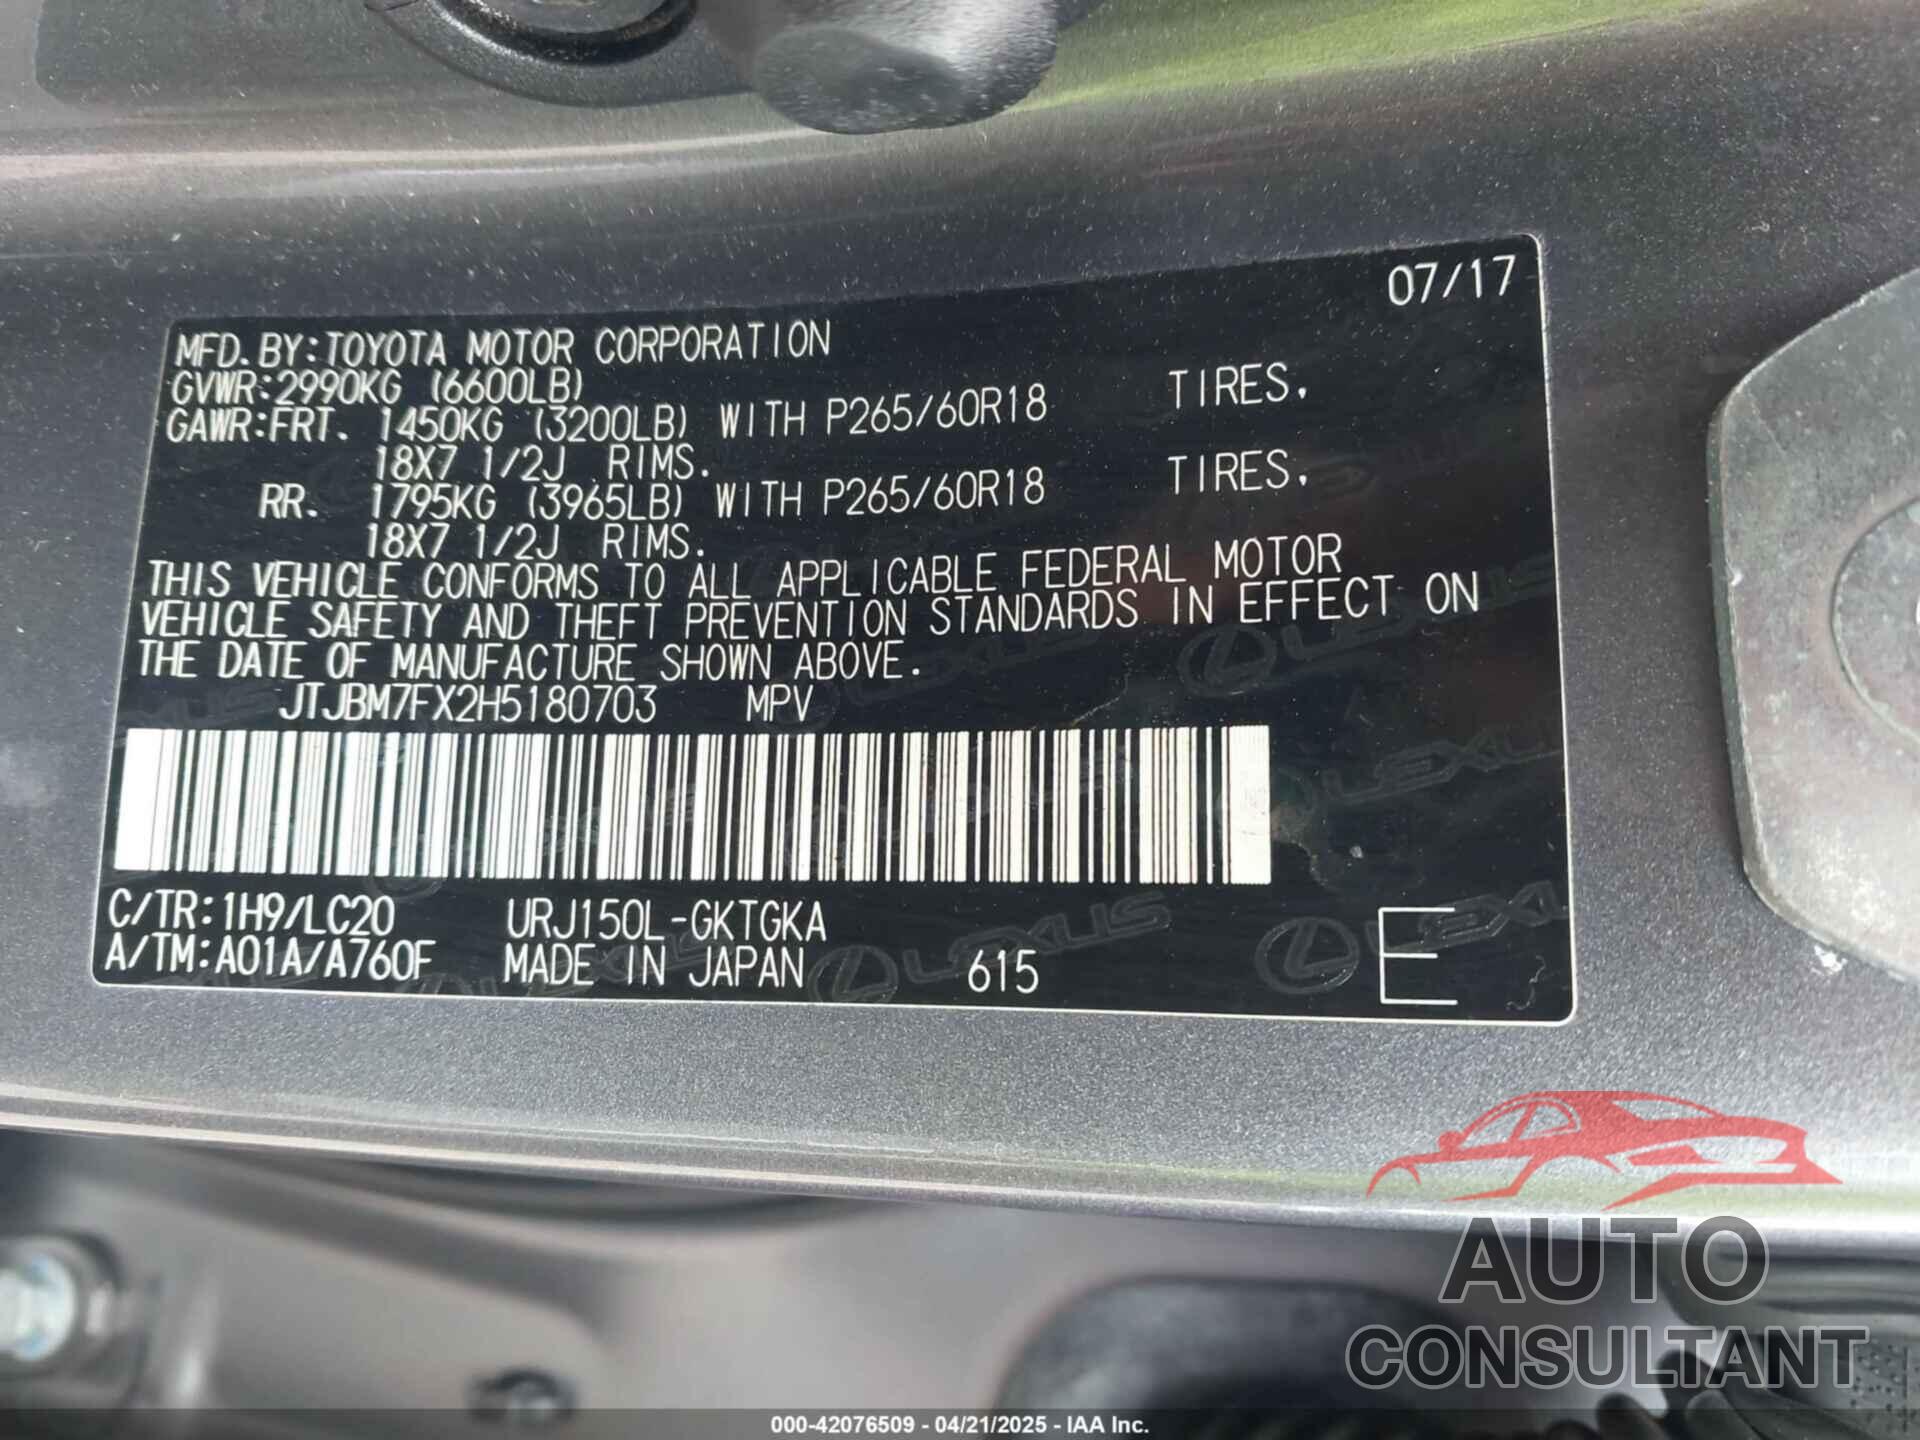 07/17
MFD. BY: TOYOTA MOTOR CORPORATION
GVWR: 2990KG (6600LB)
GAWR: FRT. 1450KG (3200LB) WITH P265/60R18 TIRES,
18X7 1/2J RIMS.
RR. 1795KG (3965LB) WITH P265/60R18 TIRES,
18X7 1/2J RIMS.
THIS VEHICLE CONFORMS TO ALL APPLICABLE FEDERAL MOTOR
VEHICLE SAFETY AND THEFT PREVENTION STANDARDS IN EFFECT ON
THE DATE OF MANUFACTURE SHOWN ABOVE.
JTJBM7FX2H5180703 MPV
C/TR: 1H9/LC20 URJ150L-GKTGKA
A/TM: A01A/A760F MADE IN JAPAN 615 E
LEXUS
AUTO
CONSULTANT
000-42076509 - 04/21/2025 - IAA Inc.